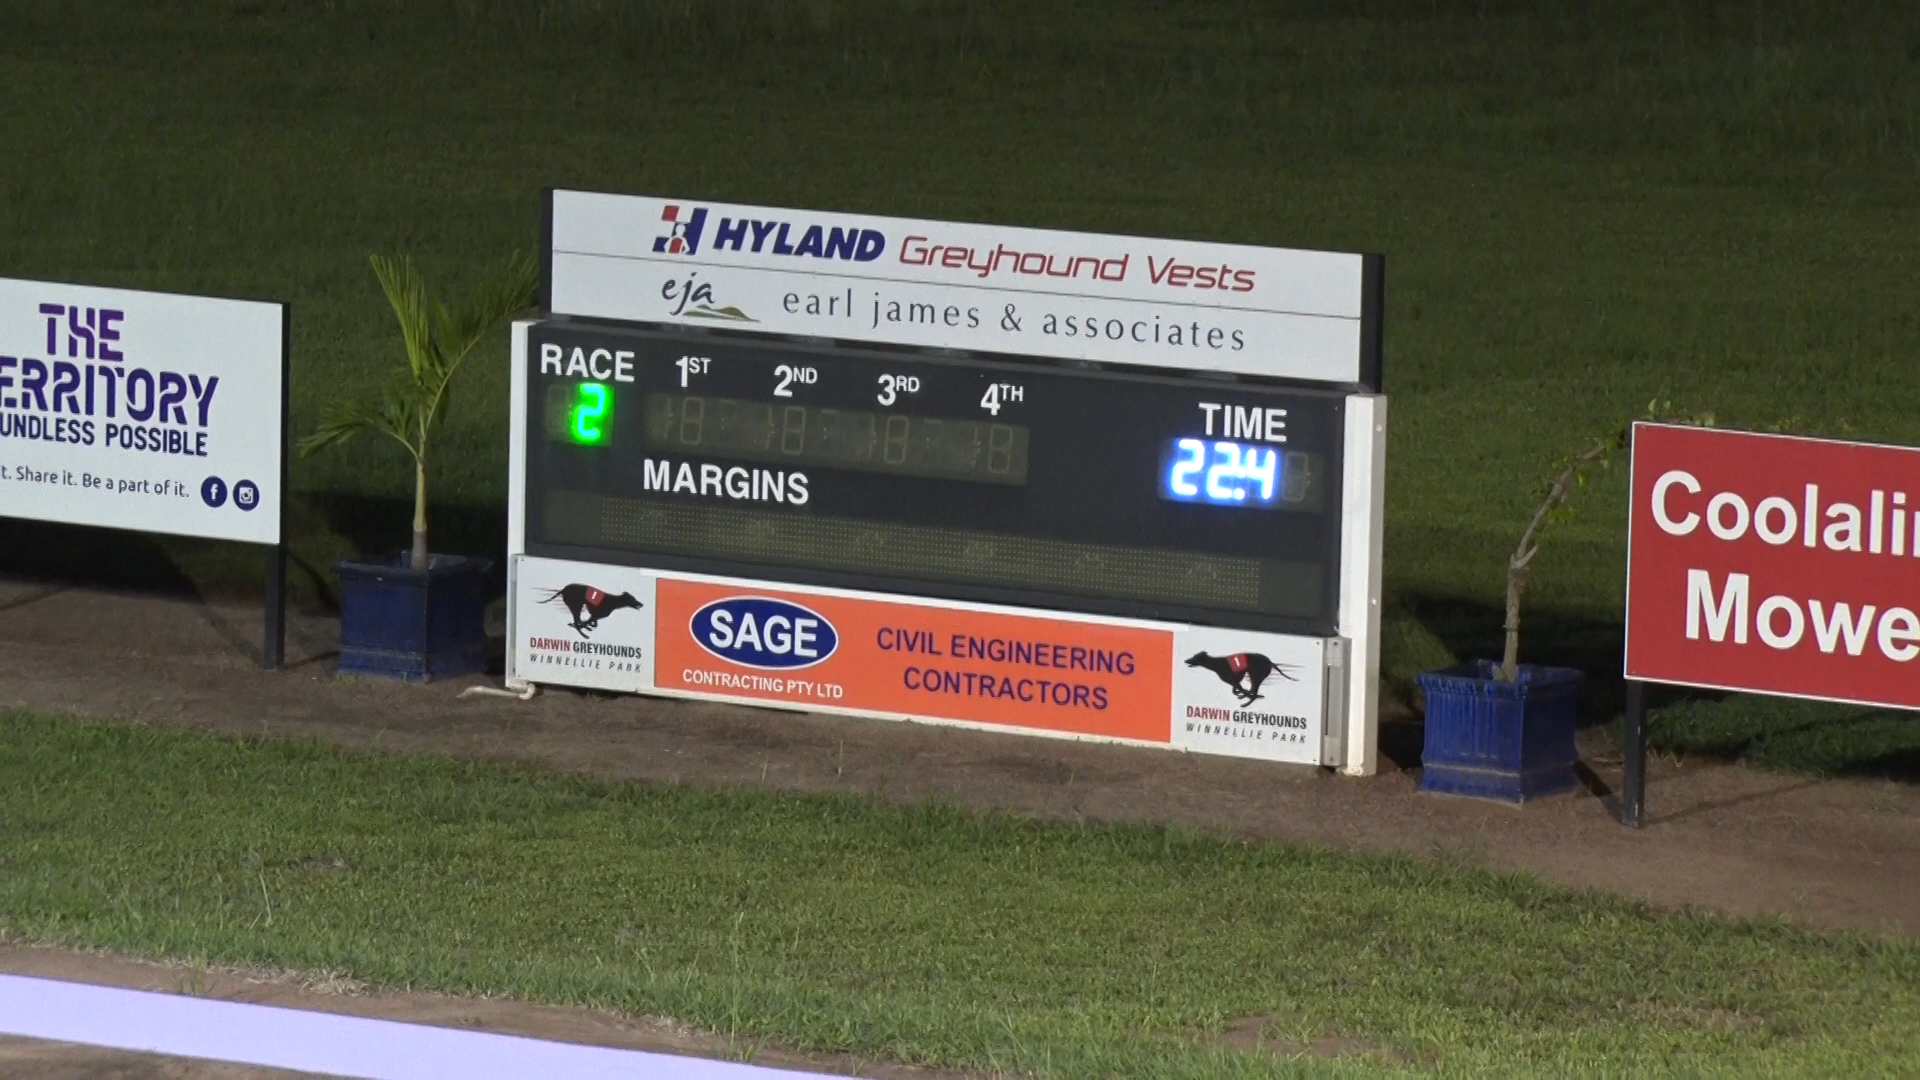 HYLAND Greyhound Vests
eja earl james & associates
THE
ERRITORY
UNDLESS POSSIBLE
t. Share it. Be a part of it.
RACE 1ST 2ND 3RD 4TH TIME
2 22.4
MARGINS
Coolali
Mowe
DARWIN GREYHOUNDS
WINNELLIE PARK
SAGE
CONTRACTING PTY LTD
CIVIL ENGINEERING
CONTRACTORS
1
DARWIN GREYHOUNDS
WINNELLIE PARK
1